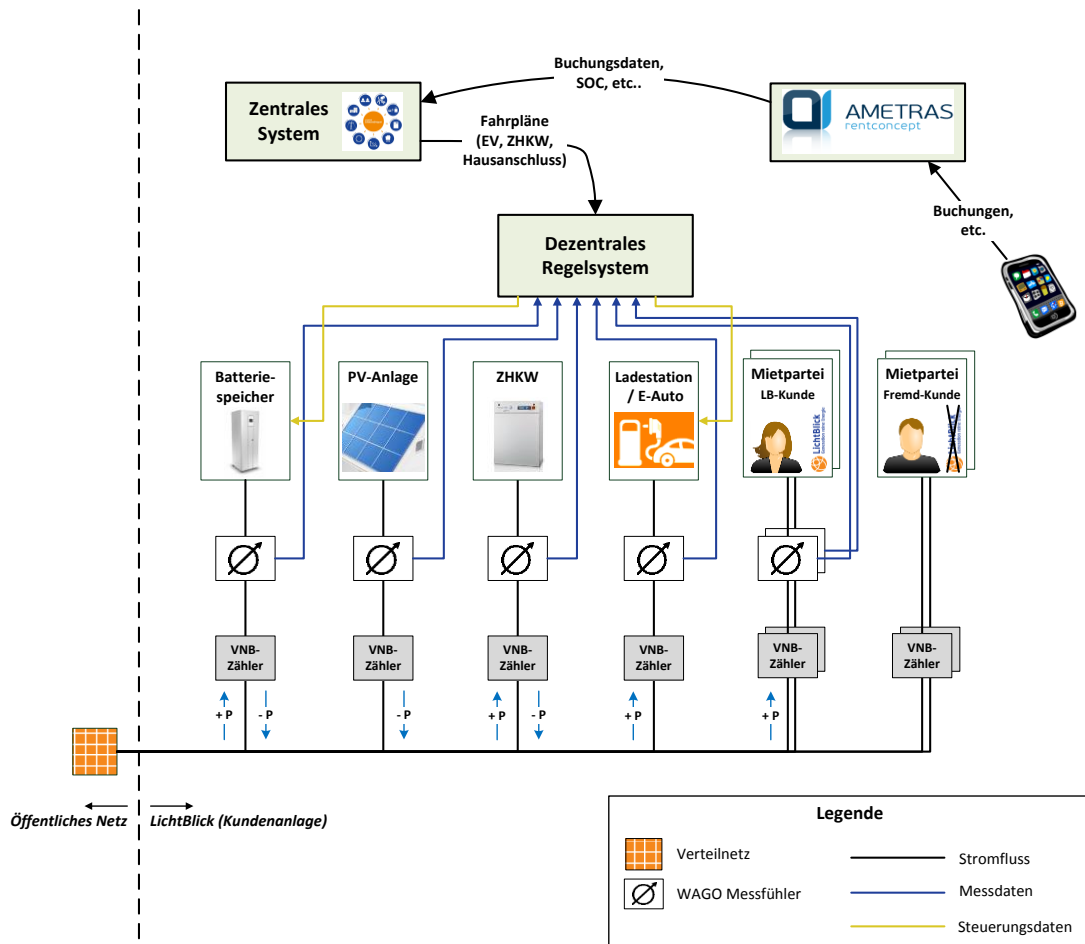 Buchungsdaten,
SOC, etc..
Zentrales
System
Fahrpläne
(EV, ZHKW,
Hausanschluss)
AMETRAS
rentconcept
Buchungen,
etc.
Dezentrales
Regelsystem
Batterie-
speicher
PV-Anlage
ZHKW
Ladestation
/ E-Auto
Mietpartei
LB-Kunde
LichtBlick
Mietpartei
Fremd-Kunde
LichtBlick
VNB-
Zähler
VNB-
Zähler
VNB-
Zähler
VNB-
Zähler
VNB-
Zähler
VNB-
Zähler
+ P
- P
- P
+ P
- P
+ P
+ P
Öffentliches Netz
LichtBlick (Kundenanlage)
Legende
Verteilnetz
Stromfluss
WAGO Messfühler
Messdaten
Steuerungsdaten